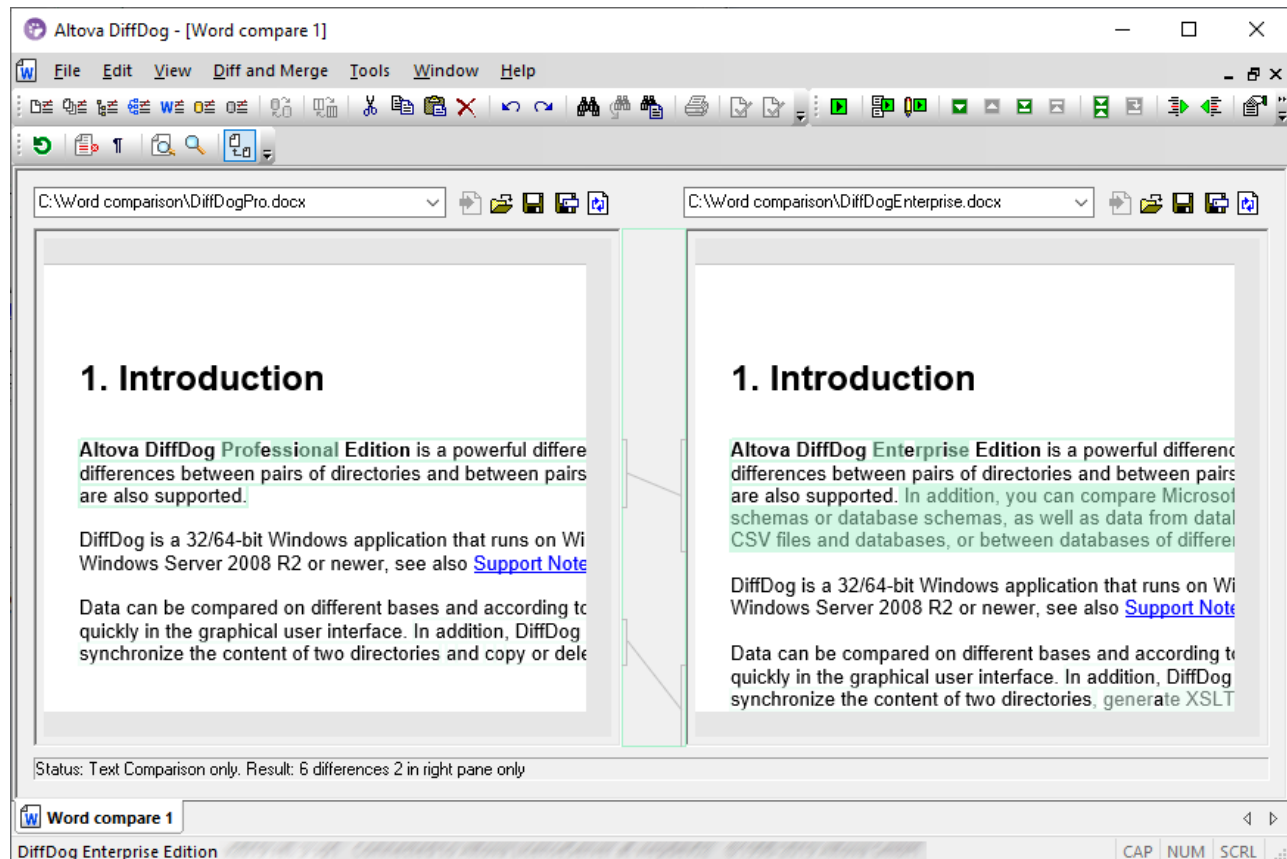 Altova DiffDog - [Word compare 1]
File Edit View Diff and Merge Tools Window Help
C:\Word comparison\DiffDogPro.docx
C:\Word comparison\DiffDogEnterprise.docx
1. Introduction
Altova DiffDog Professional Edition is a powerful differe
differences between pairs of directories and between pairs
are also supported.
DiffDog is a 32/64-bit Windows application that runs on Wi
Windows Server 2008 R2 or newer, see also Support Note
Data can be compared on different bases and according to
quickly in the graphical user interface. In addition, DiffDog
synchronize the content of two directories and copy or dele
1. Introduction
Altova DiffDog Enterprise Edition is a powerful differenc
differences between pairs of directories and between pairs
are also supported. In addition, you can compare Microsof
schemas or database schemas, as well as data from datal
CSV files and databases, or between databases of differer
DiffDog is a 32/64-bit Windows application that runs on Wi
Windows Server 2008 R2 or newer, see also Support Note
Data can be compared on different bases and according to
quickly in the graphical user interface. In addition, DiffDog
synchronize the content of two directories, generate XSLT
Status: Text Comparison only. Result: 6 differences 2 in right pane only
Word compare 1
DiffDog Enterprise Edition
CAP NUM SCRL